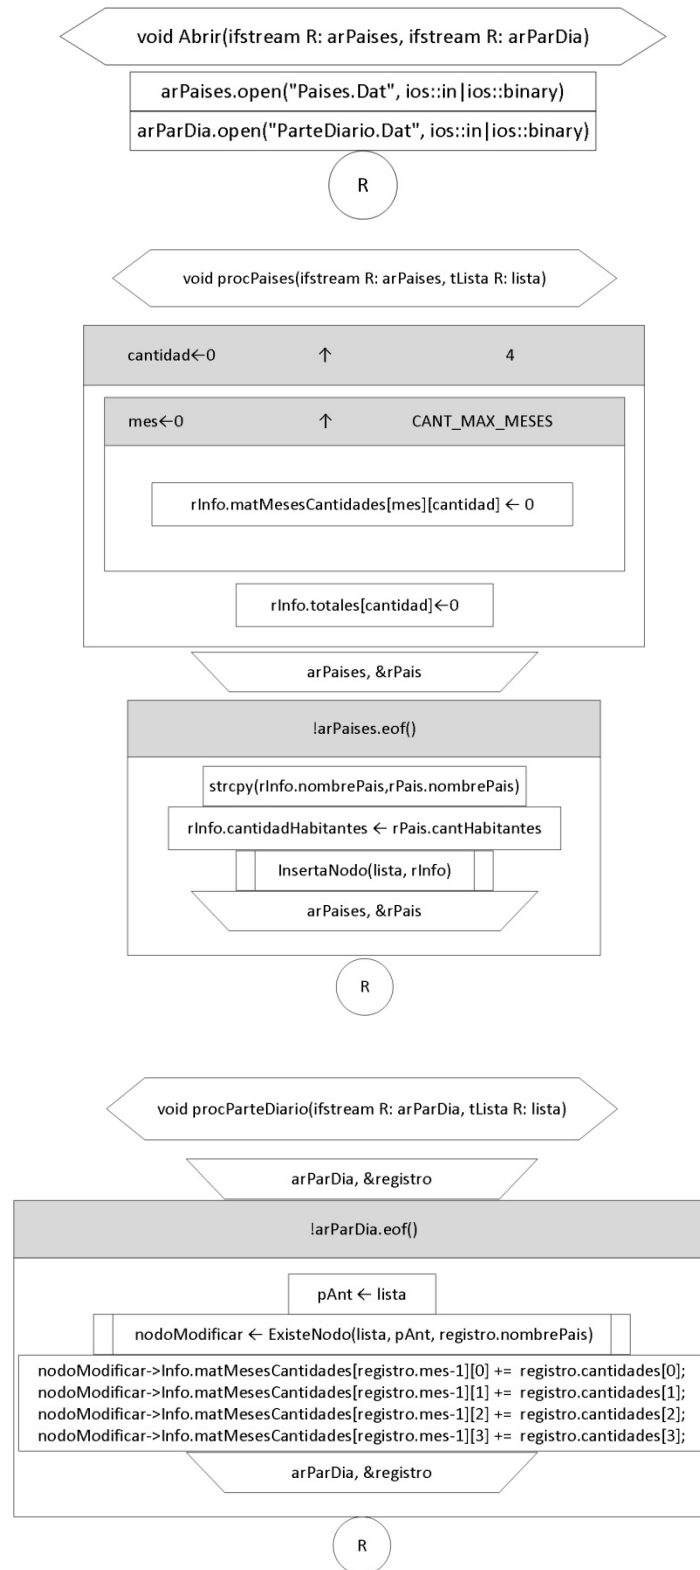 void Abrir(ifstream R: arPaises, ifstream R: arParDia)
arPaises.open("Paises.Dat", ios::in|ios::binary)
arParDia.open("ParteDiario.Dat", ios::in|ios::binary)
R
void procPaises(ifstream R: arPaises, tLista R: lista)
cantidad←0 ↑ 4
mes←0 ↑ CANT_MAX_MESES
rInfo.matMesesCantidades[mes][cantidad] ← 0
rInfo.totales[cantidad]←0
arPaises, &rPais
!arPaises.eof()
strcpy(rInfo.nombrePais,rPais.nombrePais)
rInfo.cantidadHabitantes ← rPais.cantHabitantes
InsertaNodo(lista, rInfo)
arPaises, &rPais
R
void procParteDiario(ifstream R: arParDia, tLista R: lista)
arParDia, &registro
!arParDia.eof()
pAnt ← lista
nodoModificar ← ExisteNodo(lista, pAnt, registro.nombrePais)
nodoModificar->Info.matMesesCantidades[registro.mes-1][0] += registro.cantidades[0];
nodoModificar->Info.matMesesCantidades[registro.mes-1][1] += registro.cantidades[1];
nodoModificar->Info.matMesesCantidades[registro.mes-1][2] += registro.cantidades[2];
nodoModificar->Info.matMesesCantidades[registro.mes-1][3] += registro.cantidades[3];
arParDia, &registro
R